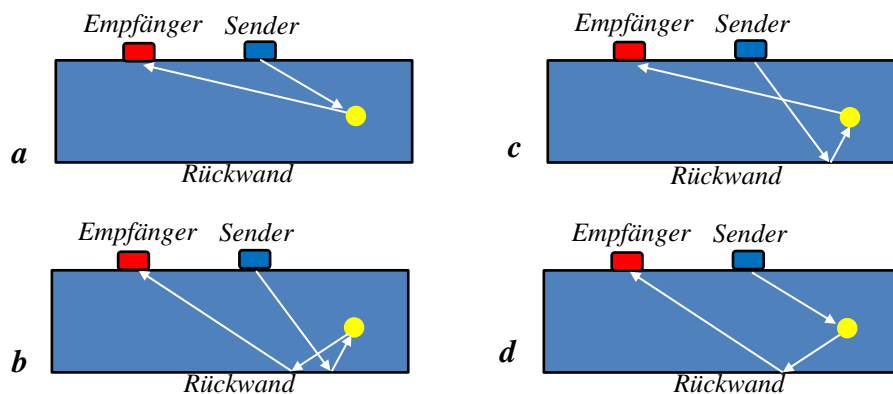 Empfänger Sender
a
Rückwand
Empfänger Sender
c
Rückwand
Empfänger Sender
b
Rückwand
Empfänger Sender
d
Rückwand